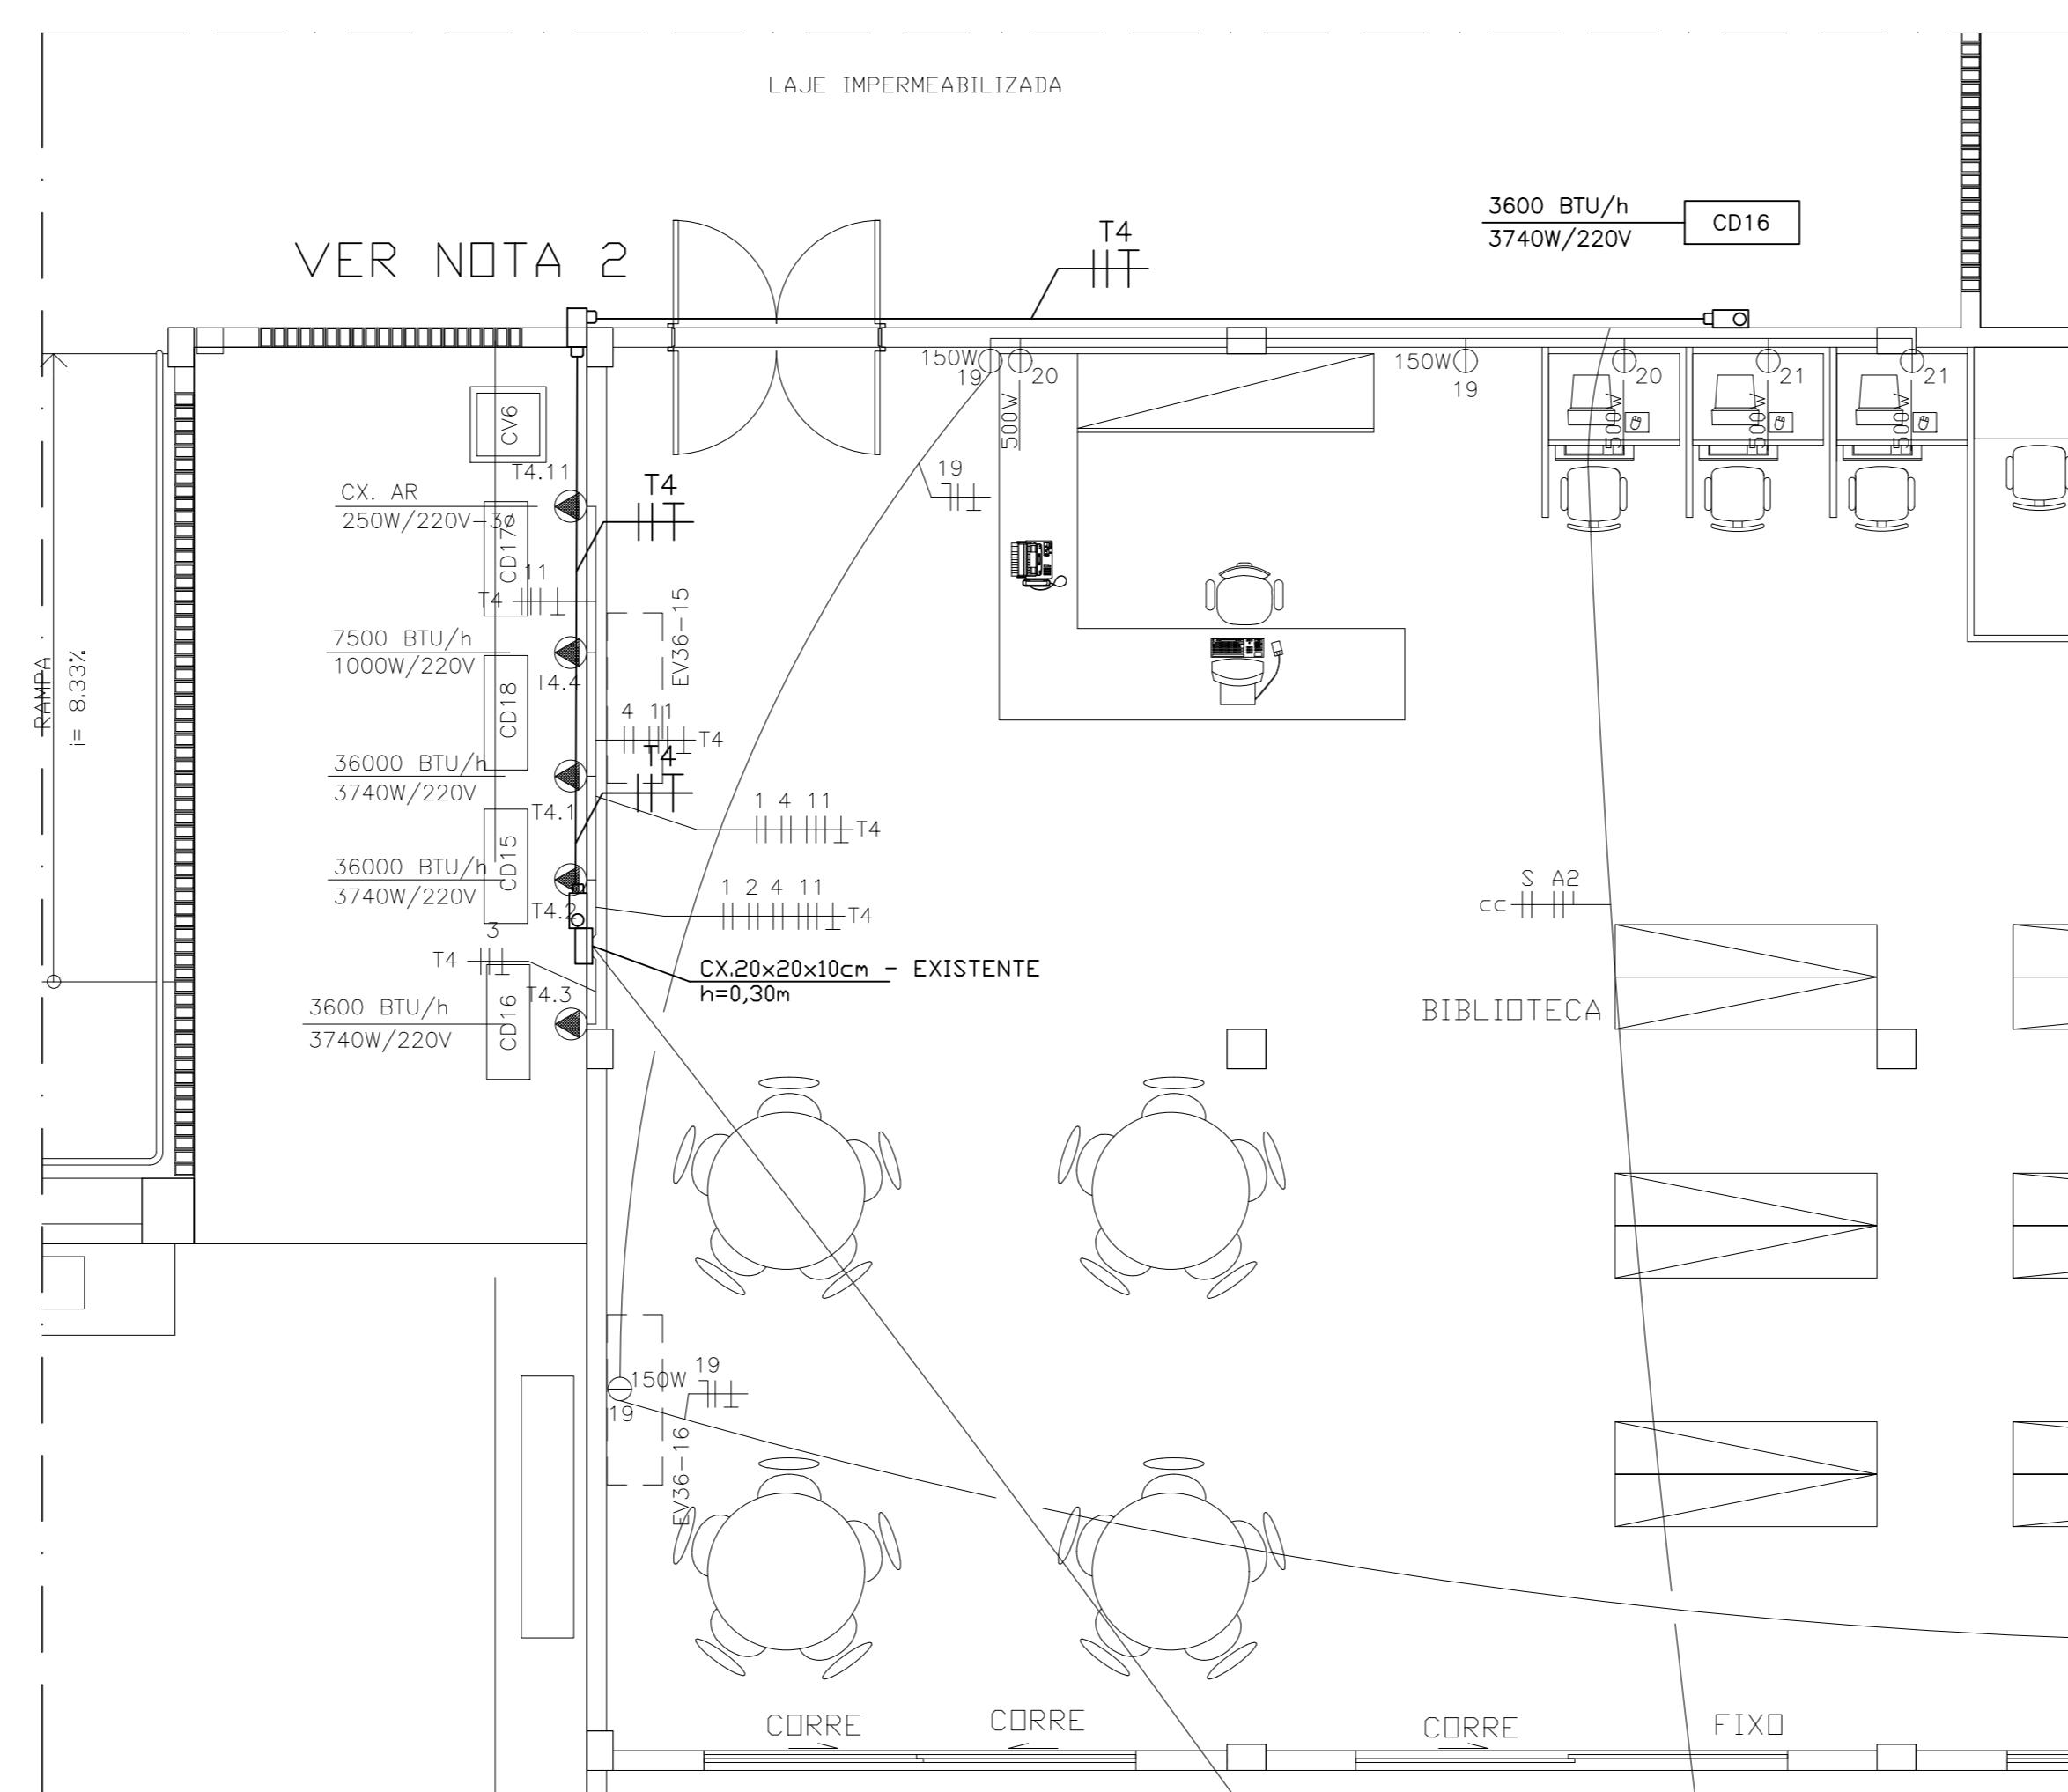 LAJE IMPERMEABILIZADA
3600 BTU/h
3740W/220V
CD16
T4
VER NOTA 2
150W
19
20
150W
19
20
21
21
500W
500W
500W
500W
CV6
T4.11
CX. AR
250W/220V-3ø
CD17
T4
19
11
T4
EV36-15
7500 BTU/h
1000W/220V
T4.4
CD18
RAMPA
i= 8.33%
4 11
T4
T4
36000 BTU/h
3740W/220V
T4.1
1 4 11
T4
CD15
36000 BTU/h
3740W/220V
T4.2
1 2 4 11
T4
S A2
cc
3
T4
CX.20x20x10cm - EXISTENTE
h=0,30m
T4.3
CD16
3600 BTU/h
3740W/220V
BIBLIOTECA
150W
19
19
EV36-16
CORRE
CORRE
CORRE
FIXO